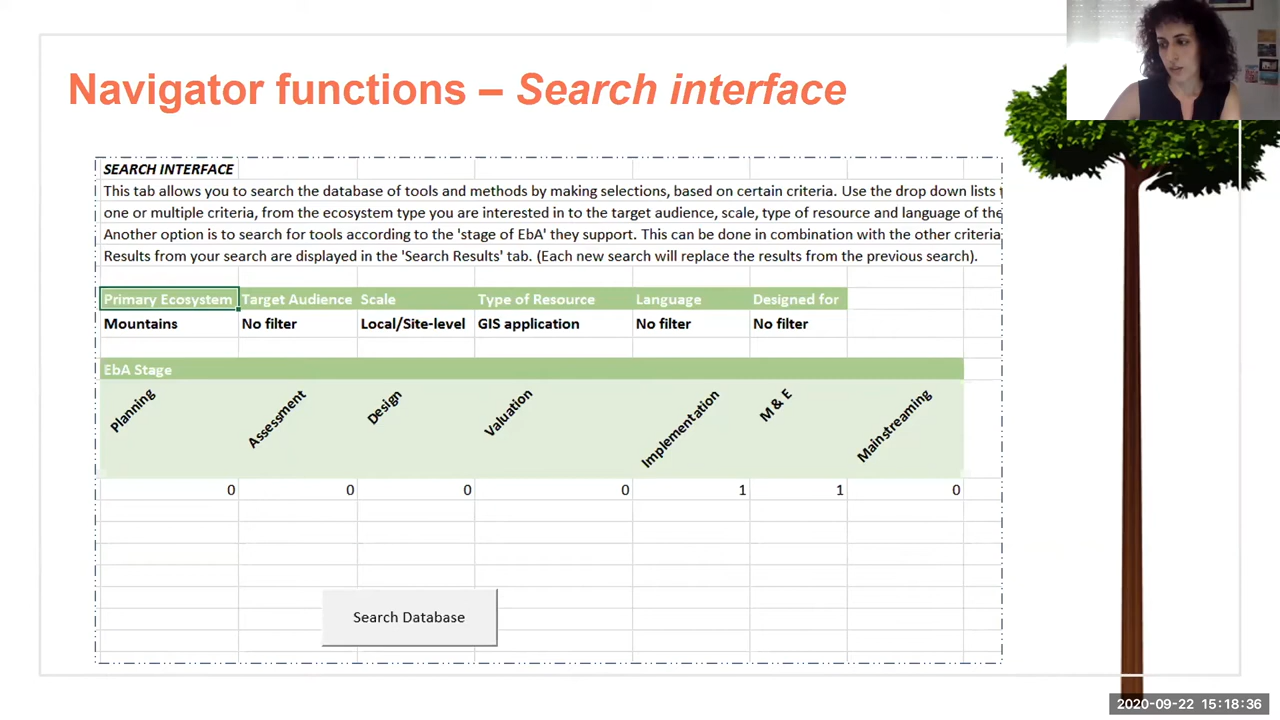 Navigator functions – Search interface
SEARCH INTERFACE
This tab allows you to search the database of tools and methods by making selections, based on certain criteria. Use the drop down lists
one or multiple criteria, from the ecosystem type you are interested in to the target audience, scale, type of resource and language of the
Another option is to search for tools according to the 'stage of EbA' they support. This can be done in combination with the other criteria
Results from your search are displayed in the 'Search Results' tab. (Each new search will replace the results from the previous search).
Primary Ecosystem Target Audience Scale Type of Resource Language Designed for
Mountains No filter Local/Site-level GIS application No filter No filter
EbA Stage
Planning Assessment Design Valuation Implementation M & E Mainstreaming
0 0 0 0 1 1 0
Search Database
2020-09-22 15:18:36